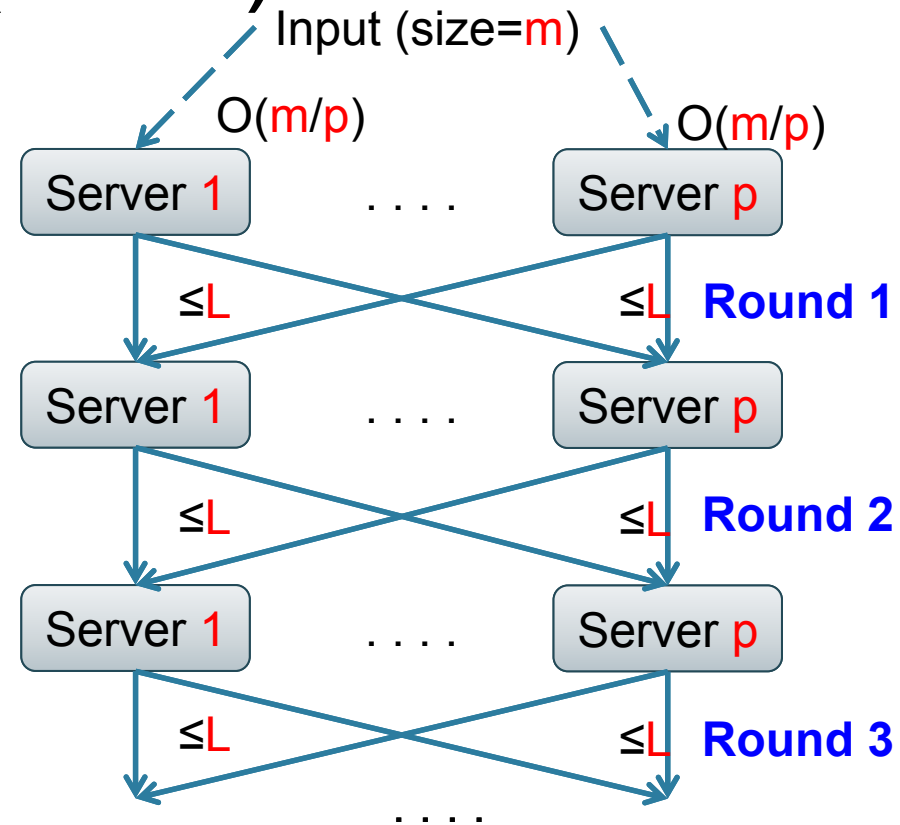 )
Input (size=m)
O(m/p) O(m/p)
Server 1 . . . . Server p
≤L ≤L Round 1
Server 1 . . . . Server p
≤L ≤L Round 2
Server 1 . . . . Server p
≤L ≤L Round 3
. . . .